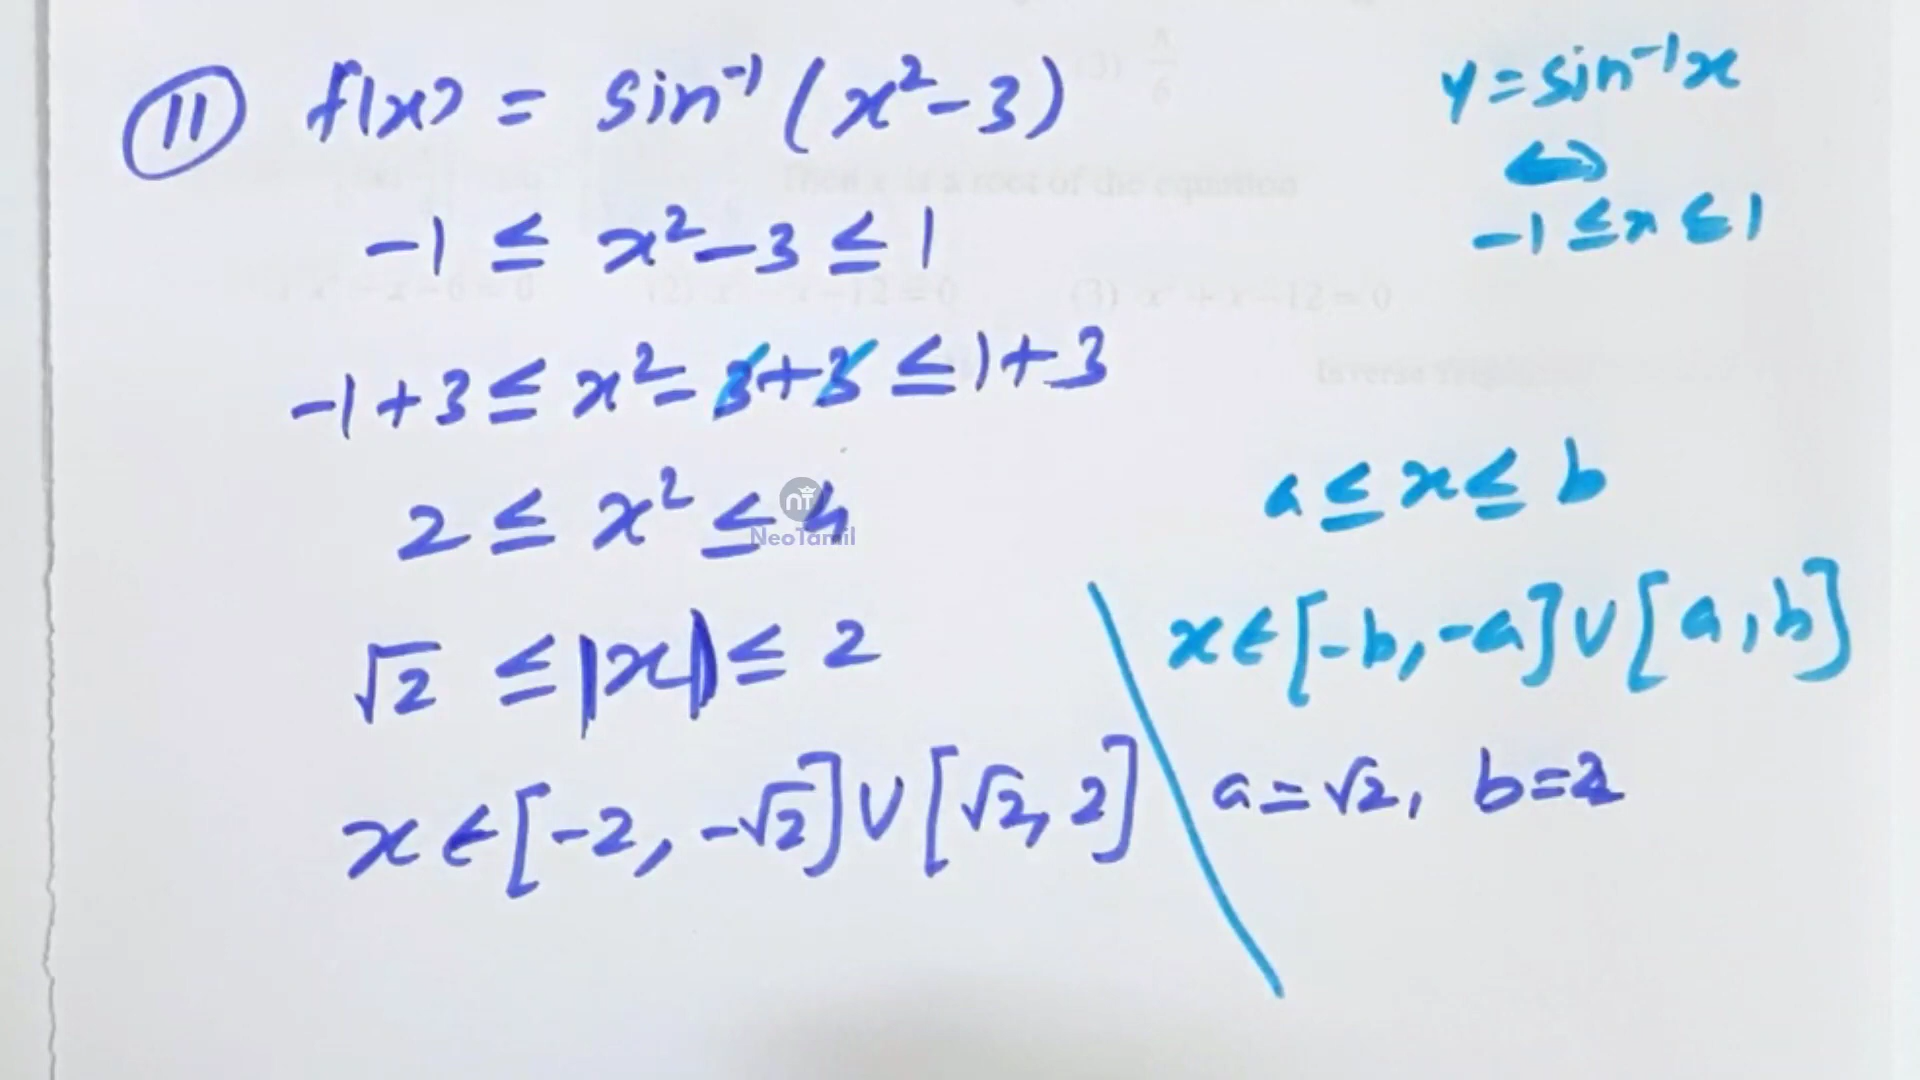 11 f(x) = sin⁻¹ (x² - 3)
-1 ≤ x² - 3 ≤ 1
-1 + 3 ≤ x² - 3 + 3 ≤ 1 + 3
2 ≤ x² ≤ 4
NeoTamil
√2 ≤ |x| ≤ 2
x ∈ [-2, -√2] ∪ [√2, 2]
y = sin⁻¹x
↔
-1 ≤ x ≤ 1
a ≤ x ≤ b
x ∈ [-b, -a] ∪ [a, b]
a = √2, b = 2